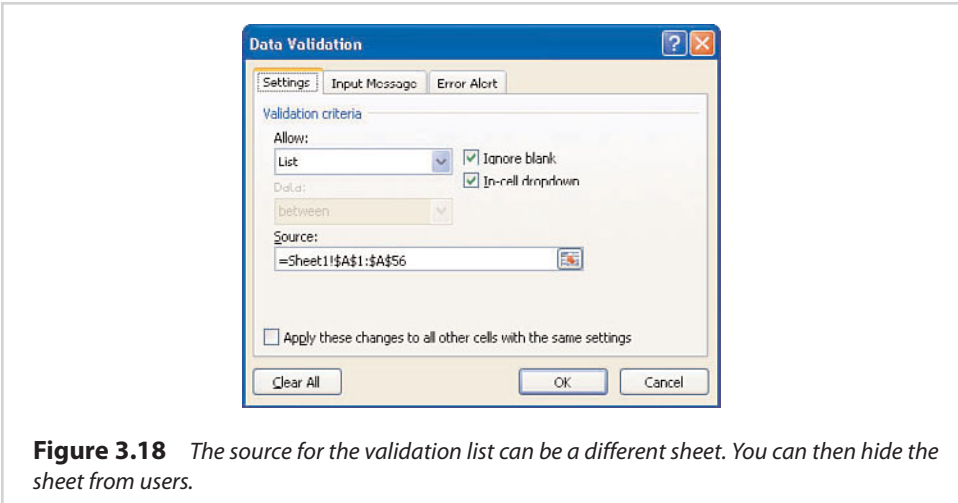 Data Validation
Settings Input Message Error Alert
Validation criteria
Allow:
List
Ignore blank
In-cell dropdown
Data:
between
Source:
=Sheet1!$A$1:$A$56
Apply these changes to all other cells with the same settings
Clear All OK Cancel
Figure 3.18 The source for the validation list can be a different sheet. You can then hide the
sheet from users.